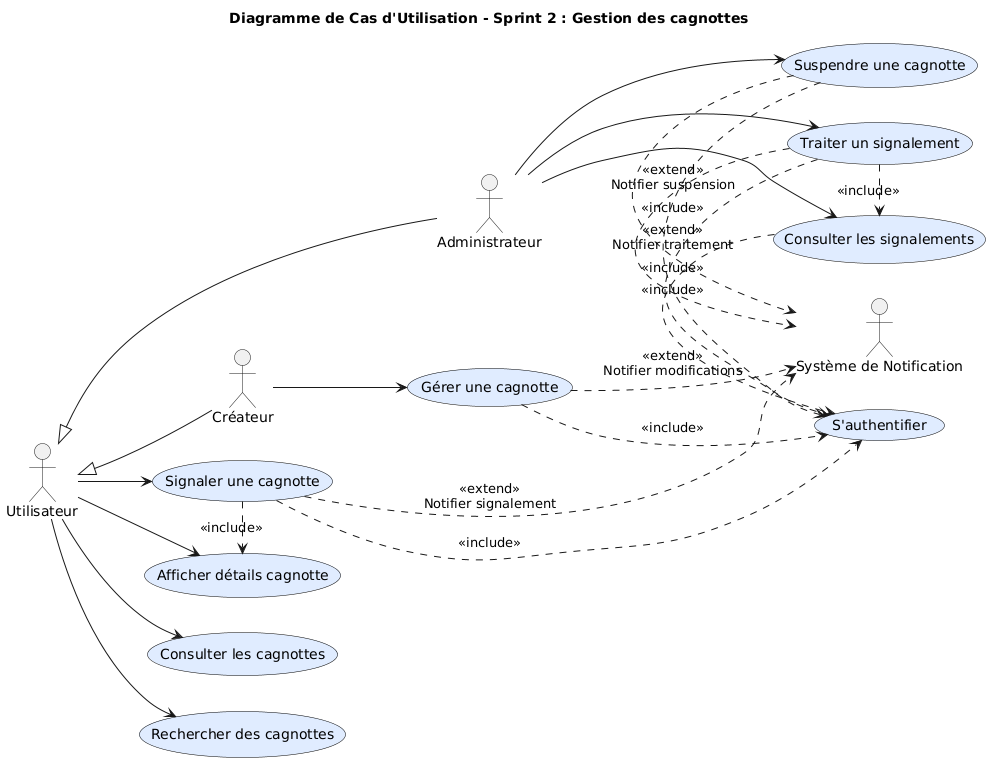 Diagramme de Cas d'Utilisation - Sprint 2 : Gestion des cagnottes
Suspendre une cagnotte
Traiter un signalement
«extend»
Notifier suspension
«include»
«include»
Administrateur
«extend»
Notifier traitement
Consulter les signalements
«include»
«include»
Système de Notification
«extend»
Notifier modifications
Gérer une cagnotte
Créateur
S'authentifier
«include»
Signaler une cagnotte
«extend»
Notifier signalement
Utilisateur
«include»
«include»
Afficher détails cagnotte
Consulter les cagnottes
Rechercher des cagnottes